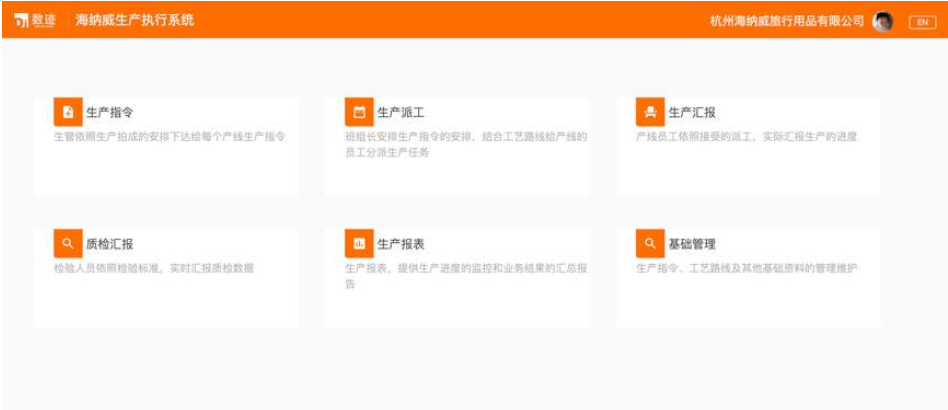 数迹 海纳威生产执行系统 杭州海纳威旅行用品有限公司 EN
生产指令
生管依照生产拍成的安排下达给每个产线生产指令
生产派工
班组长安排生产指令的安排、结合工艺路线给产线的
员工分派生产任务
生产汇报
产线员工依照接受的派工，实际汇报生产的进度
质检汇报
检验人员依照检验标准，实时汇报质检数据
生产报表
生产报表，提供生产进度的监控和业务结果的汇总报
告
基础管理
生产指令、工艺路线及其他基础资料的管理维护